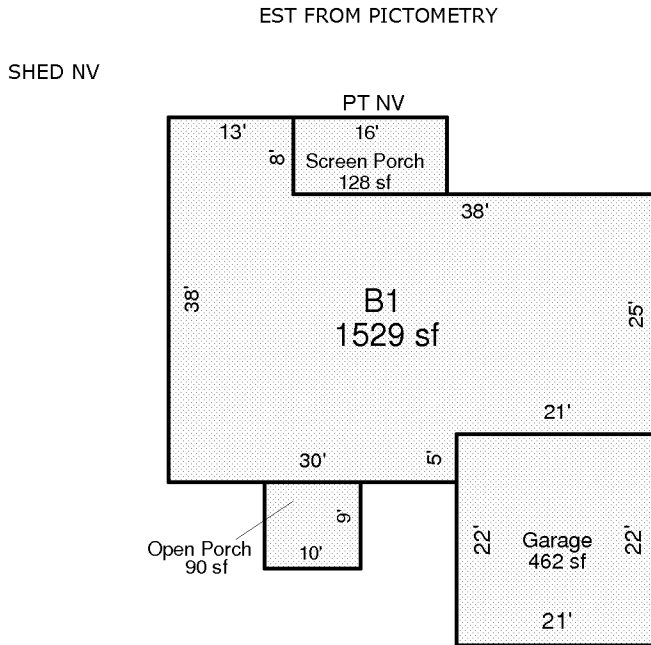 EST FROM PICTOMETRY
SHED NV
PT NV
13'
16'
8'
Screen Porch
128 sf
38'
38'
B1
1529 sf
25'
21'
30'
5'
9'
Open Porch
90 sf
10'
22'
Garage
462 sf
22'
21'